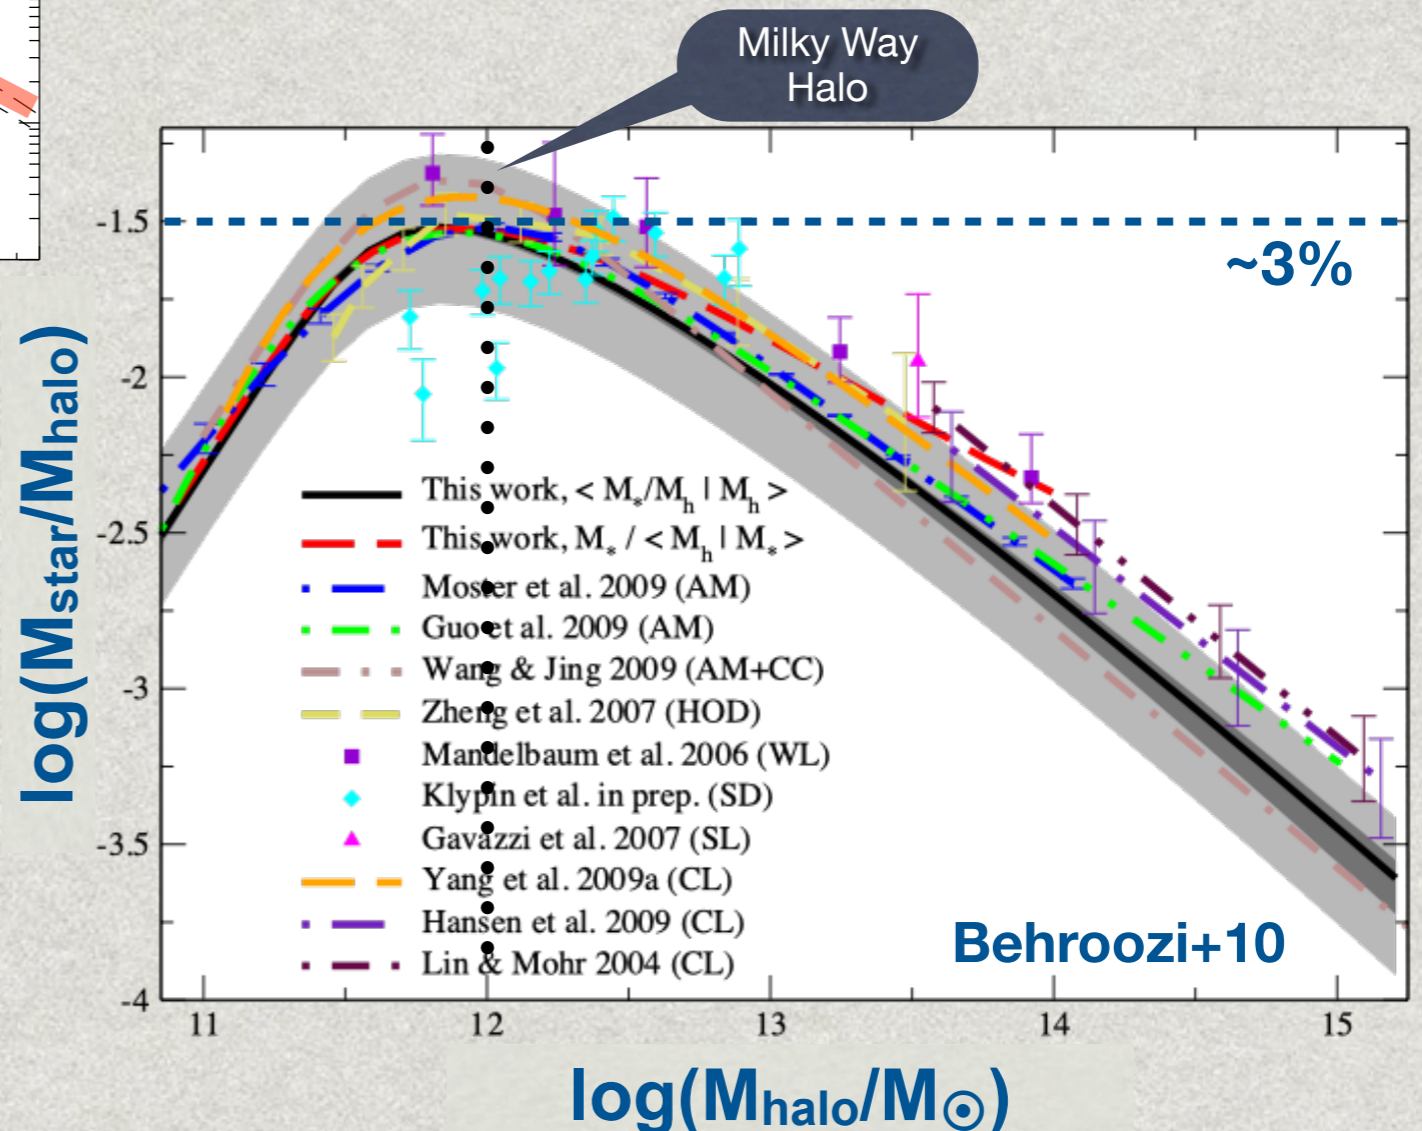 Milky Way
Halo
-1.5
~3%
-2
-2.5
-3
-3.5
-4
log(Mstar/Mhalo)
This work, < M*/Mh | Mh >
This work, M* / < Mh | M* >
Moster et al. 2009 (AM)
Guo et al. 2009 (AM)
Wang & Jing 2009 (AM+CC)
Zheng et al. 2007 (HOD)
Mandelbaum et al. 2006 (WL)
Klypin et al. in prep. (SD)
Gavazzi et al. 2007 (SL)
Yang et al. 2009a (CL)
Hansen et al. 2009 (CL)
Lin & Mohr 2004 (CL)
Behroozi+10
11 12 13 14 15
log(Mhalo/M⊙)